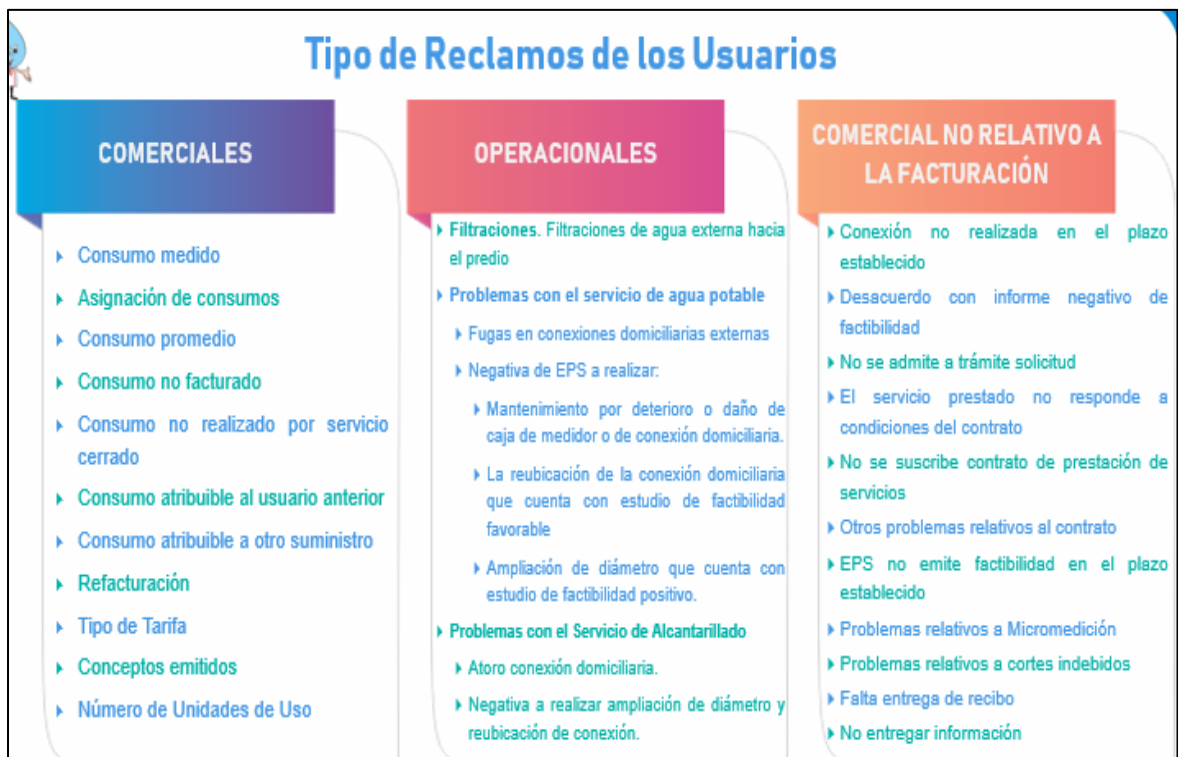 Tipo de Reclamos de los Usuarios
COMERCIALES
Consumo medido
Asignación de consumos
Consumo promedio
Consumo no facturado
Consumo no realizado por servicio
cerrado
Consumo atribuible al usuario anterior
Consumo atribuible a otro suministro
Refacturación
Tipo de Tarifa
Conceptos emitidos
Número de Unidades de Uso
OPERACIONALES
Filtraciones. Filtraciones de agua externa hacia
el predio
Problemas con el servicio de agua potable
Fugas en conexiones domiciliarias externas
Negativa de EPS a realizar:
Mantenimiento por deterioro o daño de
caja de medidor o de conexión domiciliaria.
La reubicación de la conexión domiciliaria
que cuenta con estudio de factibilidad
favorable
Ampliación de diámetro que cuenta con
estudio de factibilidad positivo.
Problemas con el Servicio de Alcantarillado
Atoro conexión domiciliaria.
Negativa a realizar ampliación de diámetro y
reubicación de conexión.
COMERCIAL NO RELATIVO A
LA FACTURACIÓN
Conexión no realizada en el plazo
establecido
Desacuerdo con informe negativo de
factibilidad
No se admite a trámite solicitud
El servicio prestado no responde a
condiciones del contrato
No se suscribe contrato de prestación de
servicios
Otros problemas relativos al contrato
EPS no emite factibilidad en el plazo
establecido
Problemas relativos a Micromedición
Problemas relativos a cortes indebidos
Falta entrega de recibo
No entregar información